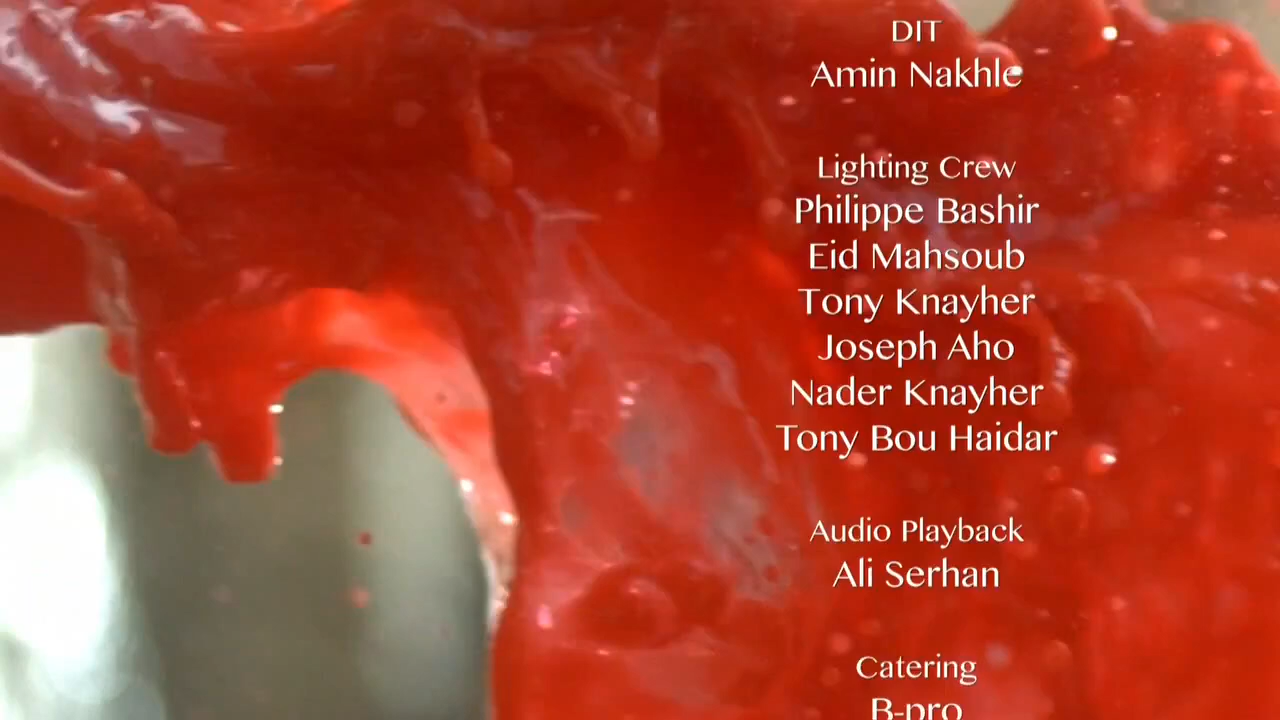 DIT
Amin Nakhle
Lighting Crew
Philippe Bashir
Eid Mahsoub
Tony Knayher
Joseph Aho
Nader Knayher
Tony Bou Haidar
Audio Playback
Ali Serhan
Catering
B-pro